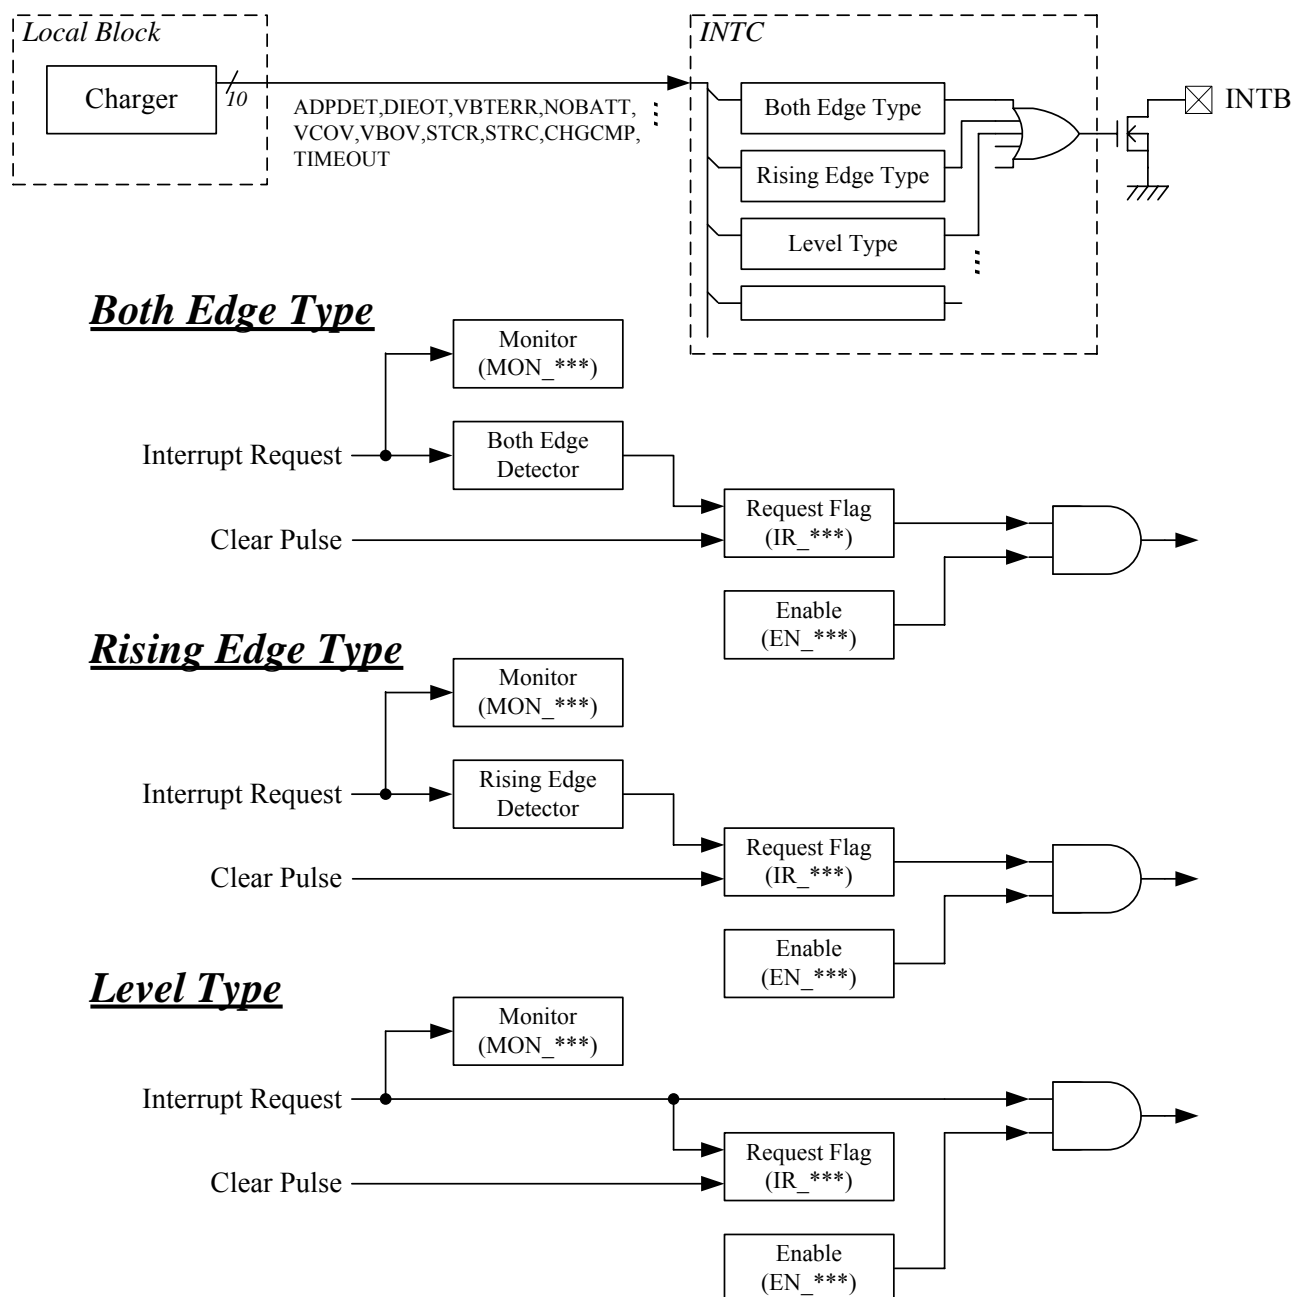 Local Block
INTC
Charger
10
ADPDET,DIEOT,VBTERR,NOBATT,
VCOV,VBOV,STCR,STRC,CHGCMP,
TIMEOUT
Both Edge Type
Rising Edge Type
Level Type
INTB
Both Edge Type
Monitor
(MON_***)
Interrupt Request
Both Edge
Detector
Clear Pulse
Request Flag
(IR_***)
Enable
(EN_***)
Rising Edge Type
Monitor
(MON_***)
Interrupt Request
Rising Edge
Detector
Clear Pulse
Request Flag
(IR_***)
Enable
(EN_***)
Level Type
Monitor
(MON_***)
Interrupt Request
Clear Pulse
Request Flag
(IR_***)
Enable
(EN_***)